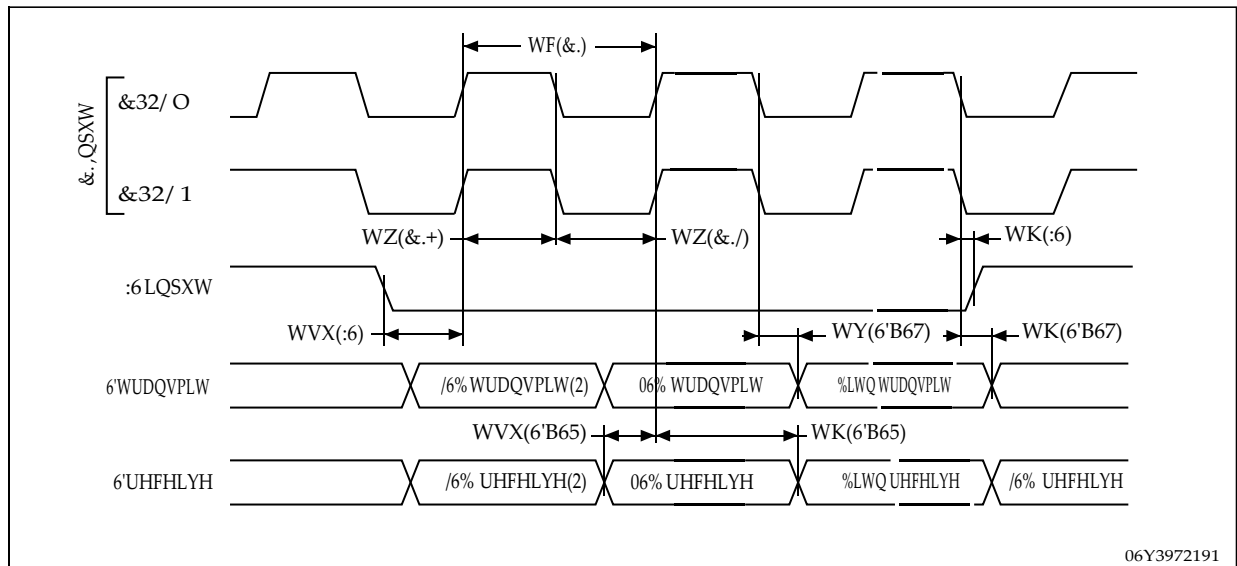 WF(&.)
&32/ O
&.,QSXW
&32/ 1
WZ(&.+)
WZ(&./)
WK(:6)
:6 LQSXW
WVX(:6)
WY(6'B67)
WK(6'B67)
6'WUDQVPLW
/6% WUDQVPLW(2)
06% WUDQVPLW
%LWQ WUDQVPLW
WVX(6'B65)
WK(6'B65)
6'UHFHLYH
/6% UHFHLYH(2)
06% UHFHLYH
%LWQ UHFHLYH
/6% UHFHLYH
06Y3972191